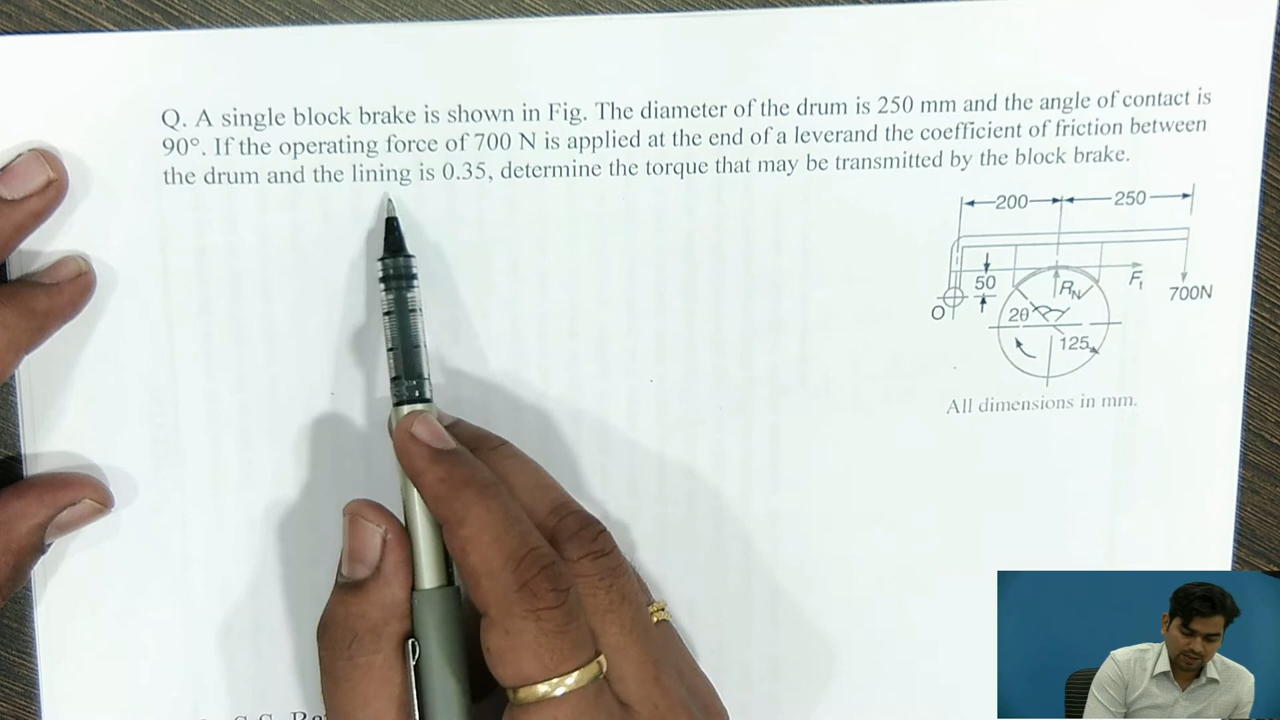 Q. A single block brake is shown in Fig. The diameter of the drum is 250 mm and the angle of contact is
90°. If the operating force of 700 N is applied at the end of a leverand the coefficient of friction between
the drum and the lining is 0.35, determine the torque that may be transmitted by the block brake.
200 250
50
Ft
RN
700N
O
2θ
125
All dimensions in mm.